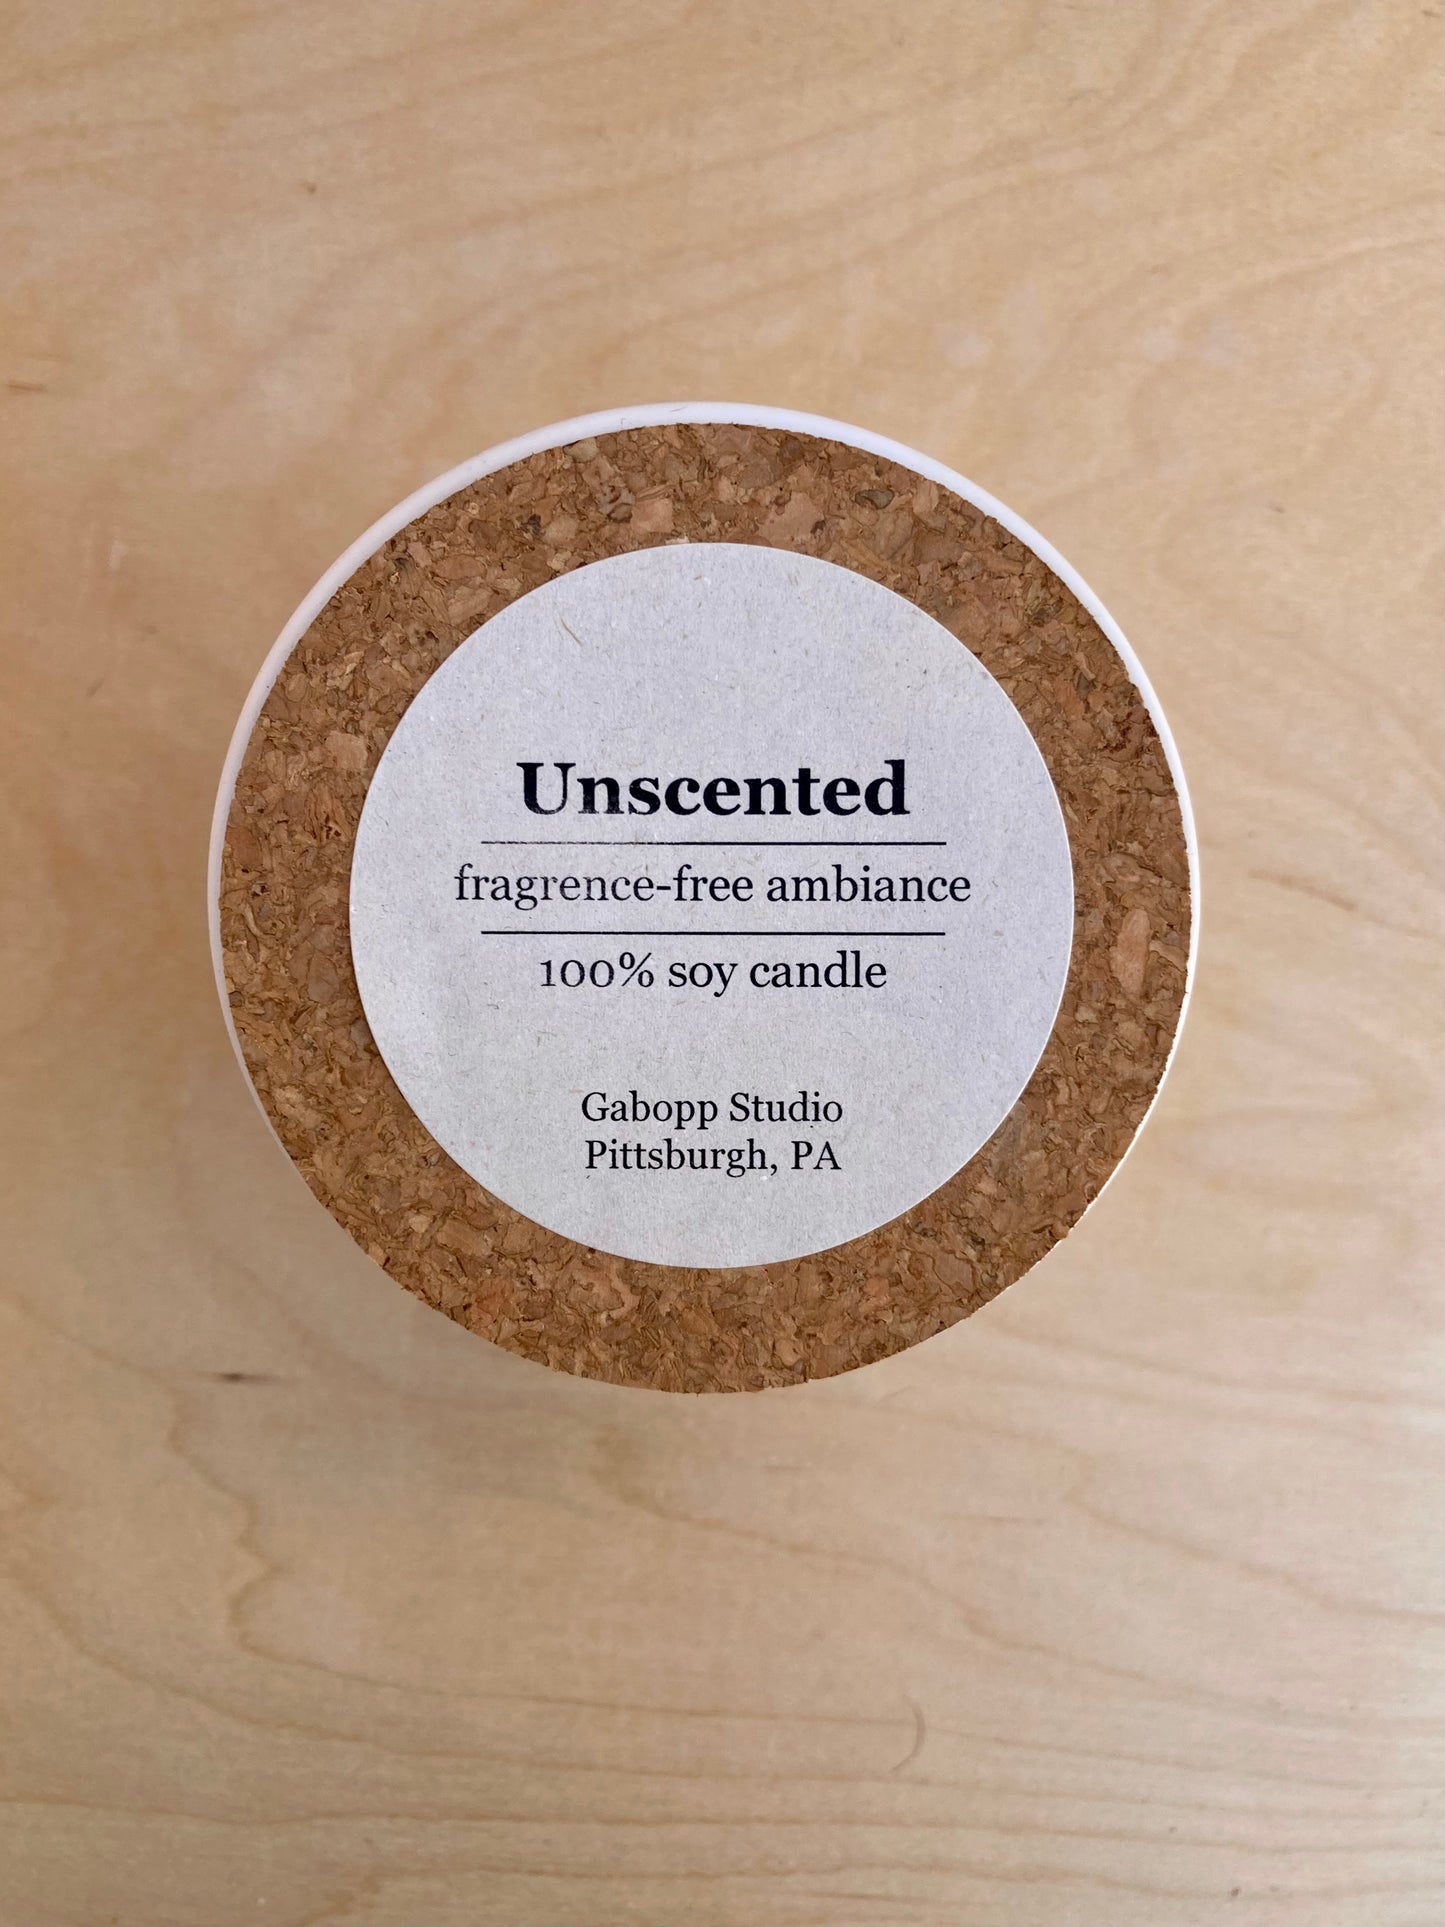 Unscented
fragrence-free ambiance
100% soy candle
Gabopp Studio
Pittsburgh, PA